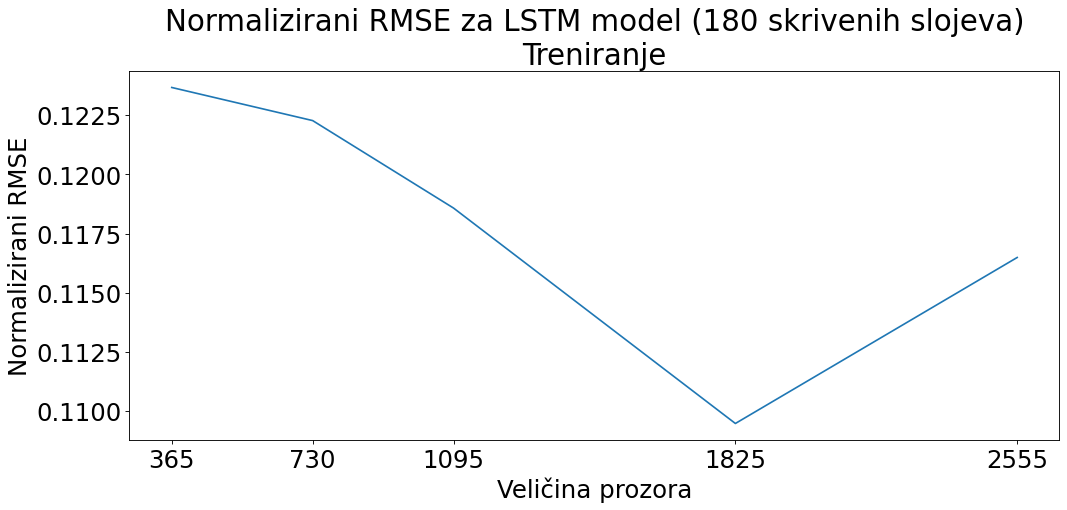 Normalizirani RMSE za LSTM model (180 skrivenih slojeva)
Treniranje
Normalizirani RMSE
0.1225
0.1200
0.1175
0.1150
0.1125
0.1100
365 730 1095 1825 2555
Veličina prozora